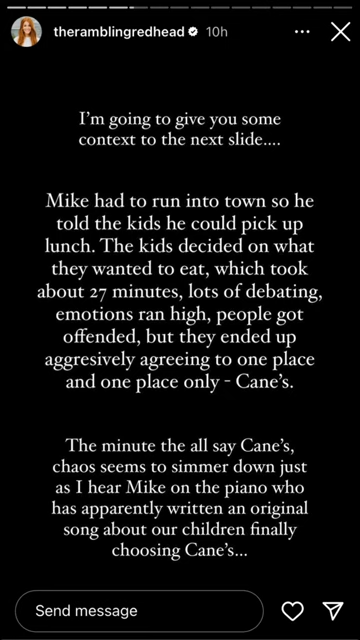 theramblingredhead 10h
I'm going to give you some
context to the next slide....
Mike had to run into town so he
told the kids he could pick up
lunch. The kids decided on what
they wanted to eat, which took
about 27 minutes, lots of debating,
emotions ran high, people got
offended, but they ended up
aggresively agreeing to one place
and one place only - Cane's.
The minute the all say Cane's,
chaos seems to simmer down just
as I hear Mike on the piano who
has apparently written an original
song about our children finally
choosing Cane's...
Send message